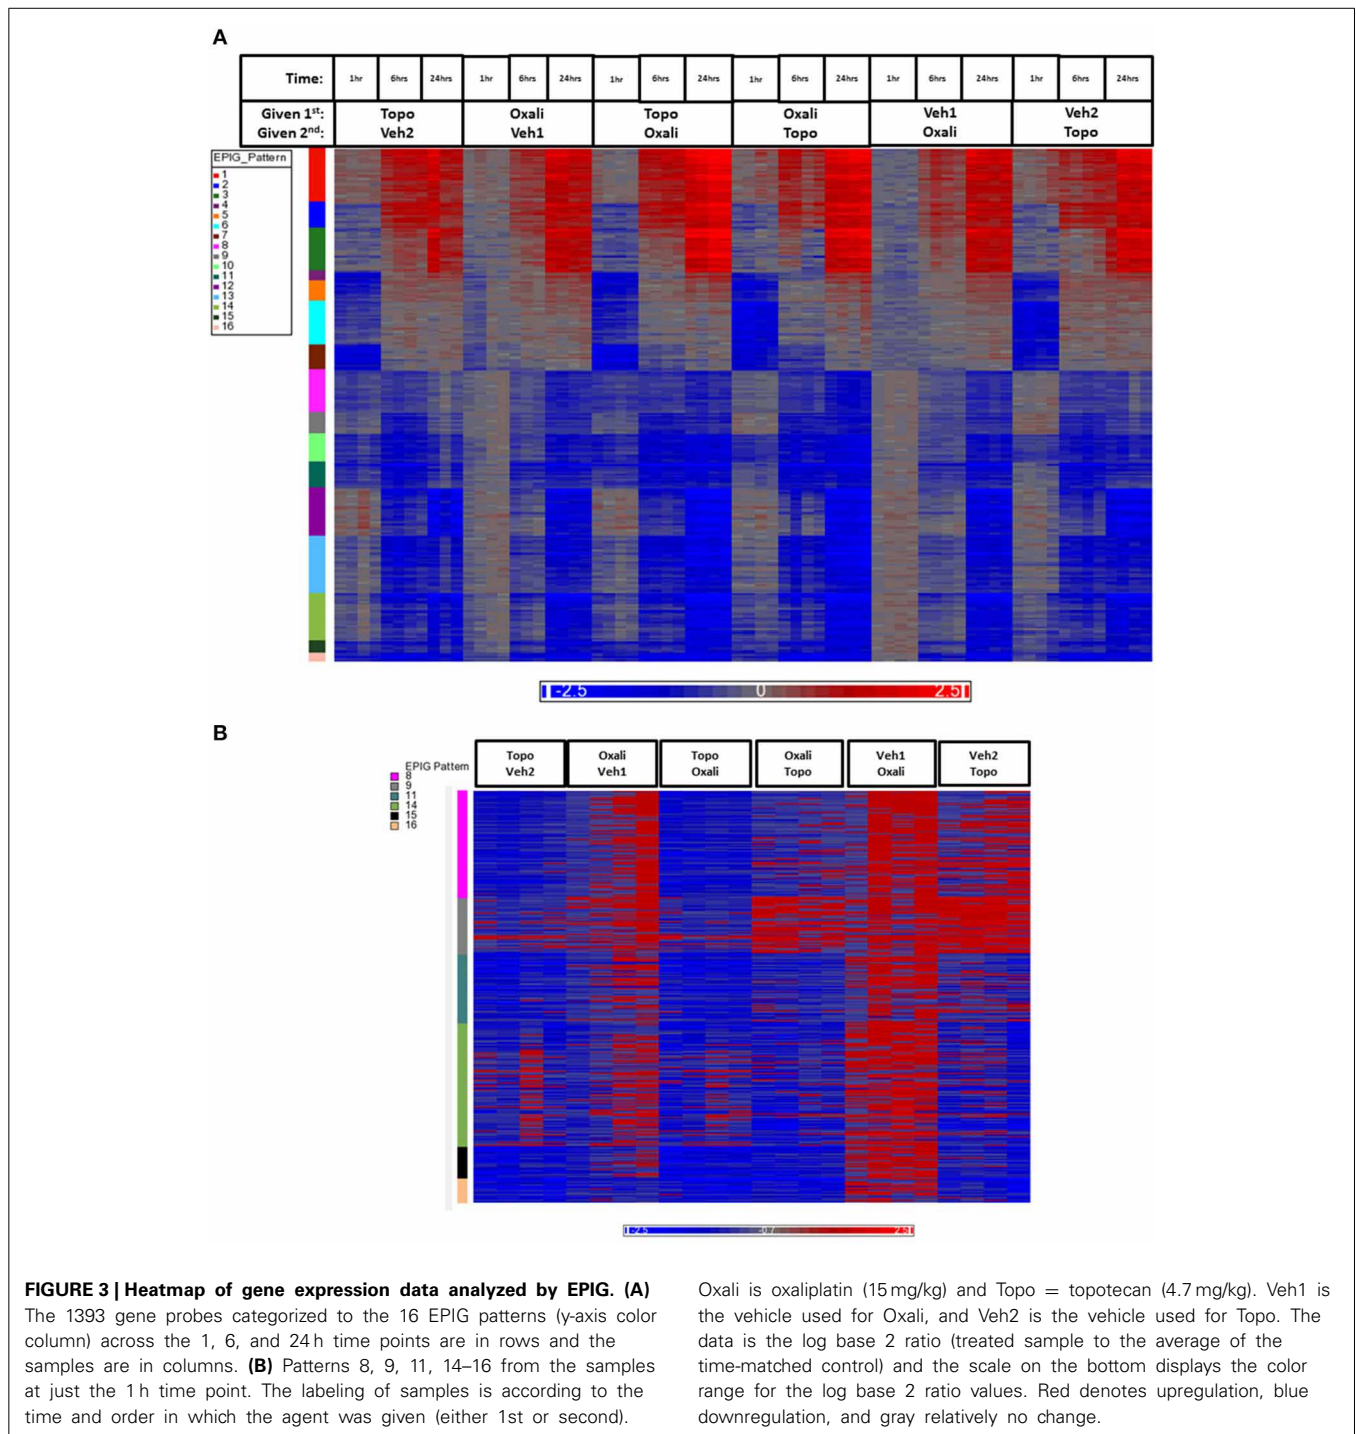 A
Time: 1hr 6hrs 24hrs 1hr 6hrs 24hrs 1hr 6hrs 24hrs 1hr 6hrs 24hrs 1hr 6hrs 24hrs 1hr 6hrs 24hrs
Given 1st: Topo Oxali Topo Oxali Veh1 Veh2
Given 2nd: Veh2 Veh1 Oxali Topo Oxali Topo
EPIG_Pattern
1
2
3
4
5
6
7
8
9
10
11
12
13
14
15
16
-2.5 0 2.5
B
Topo Oxali Topo Oxali Veh1 Veh2
Veh2 Veh1 Oxali Topo Oxali Topo
EPIG Pattern
8
9
11
14
15
16
-2.5 -0.7 2.5
FIGURE 3 | Heatmap of gene expression data analyzed by EPIG. (A)
The 1393 gene probes categorized to the 16 EPIG patterns (y-axis color
column) across the 1, 6, and 24 h time points are in rows and the
samples are in columns. (B) Patterns 8, 9, 11, 14–16 from the samples
at just the 1 h time point. The labeling of samples is according to the
time and order in which the agent was given (either 1st or second).
Oxali is oxaliplatin (15 mg/kg) and Topo = topotecan (4.7 mg/kg). Veh1 is
the vehicle used for Oxali, and Veh2 is the vehicle used for Topo. The
data is the log base 2 ratio (treated sample to the average of the
time-matched control) and the scale on the bottom displays the color
range for the log base 2 ratio values. Red denotes upregulation, blue
downregulation, and gray relatively no change.